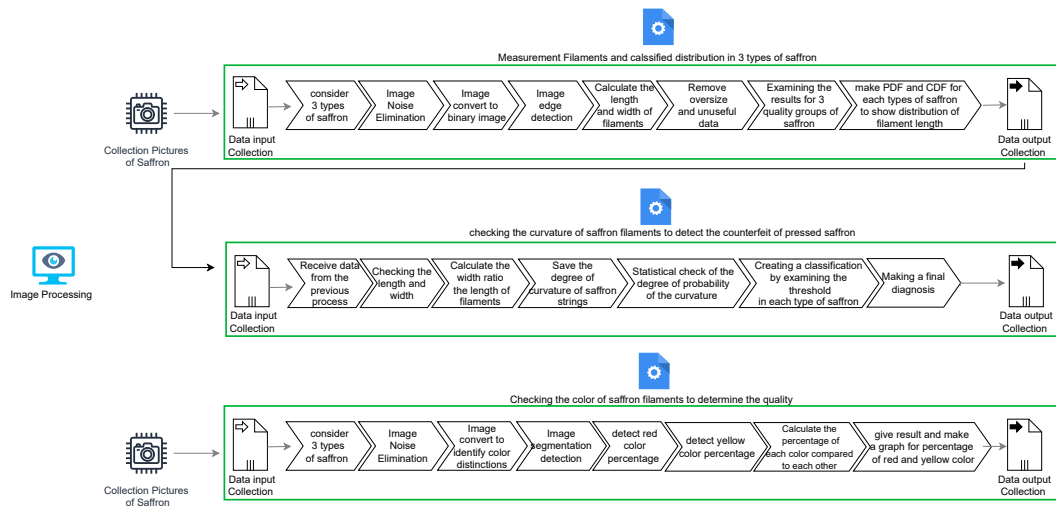 Measurement Filaments and calssified distribution in 3 types of saffron
Collection Pictures
of Saffron
Data input
Collection
consider
3 types
of saffron
Image
Noise
Elimination
Image
convert to
binary image
Image
edge
detection
Calculate the
length
and width of
filaments
Remove
oversize
and unuseful
data
Examining the
results for 3
quality groups of
saffron
make PDF and CDF for
each types of saffron
to show distribution of
filament length
Data output
Collection
Image Processing
checking the curvature of saffron filaments to detect the counterfeit of pressed saffron
Data input
Collection
Receive data
from the
previous
process
Checking the
length and
width
Calculate the
width ratio
the length of
filaments
Save the
degree of
curvature of saffron
strings
Statistical check of the
degree of probability
of the curvature
Creating a classification
by examining the
threshold
in each type of saffron
Making a final
diagnosis
Data output
Collection
Checking the color of saffron filaments to determine the quality
Collection Pictures
of Saffron
Data input
Collection
consider
3 types
of saffron
Image
Noise
Elimination
Image
convert to
identify color
distinctions
Image
segmentation
detection
detect red
color
percentage
detect yellow
color percentage
Calculate the
percentage of
each color compared
to each other
give result and make
a graph for percentage
of red and yellow color
Data output
Collection